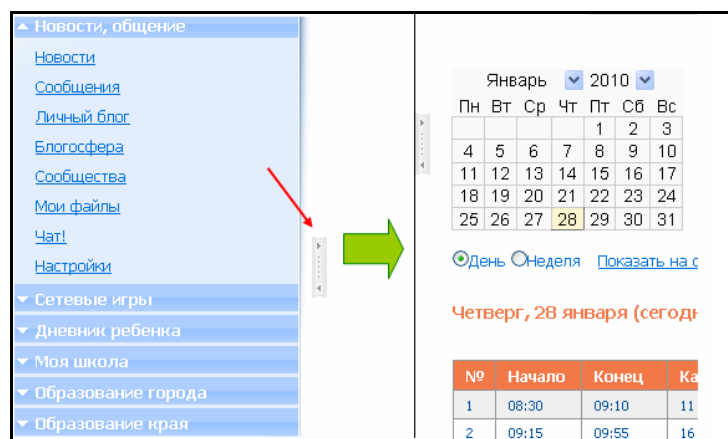 Новости, общение
Новости
Сообщения
Личный блог
Блогосфера
Сообщества
Мои файлы
Чат!
Настройки
Сетевые игры
Дневник ребенка
Моя школа
Образование города
Образование края
Январь 2010
Пн Вт Ср Чт Пт Сб Вс
1 2 3
4 5 6 7 8 9 10
11 12 13 14 15 16 17
18 19 20 21 22 23 24
25 26 27 28 29 30 31
День Неделя Показать на
Четверг, 28 января
№ Начало Конец
1 08:30 09:10 11
2 09:15 09:55 16